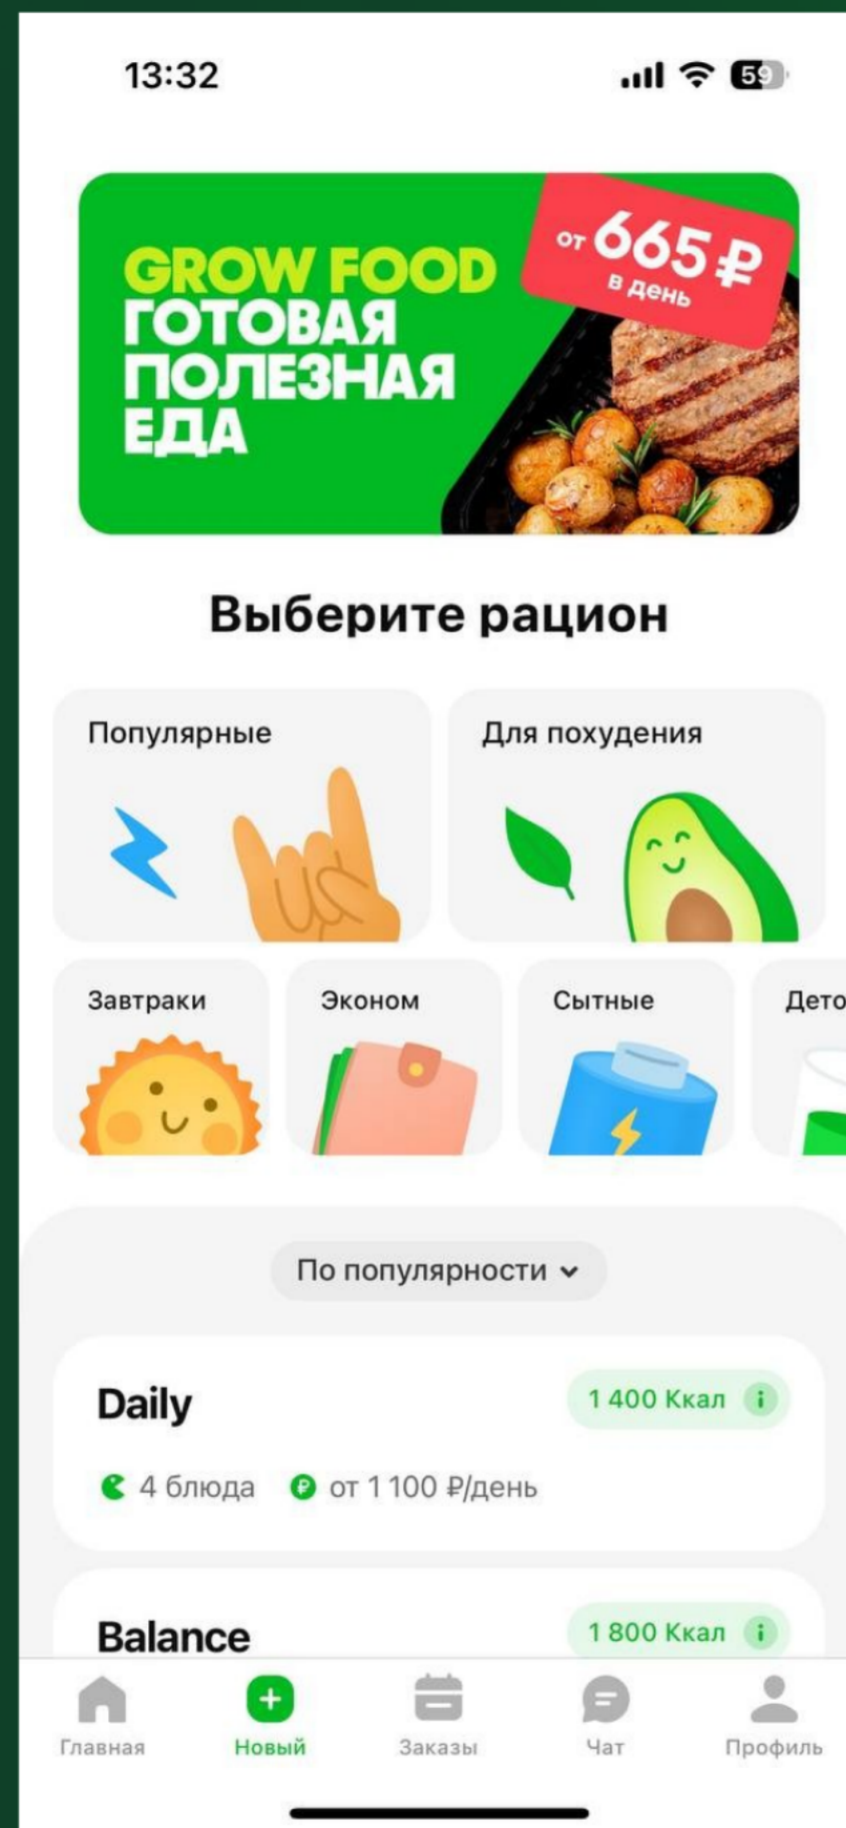 13:32
59
GROW FOOD
ГОТОВАЯ
ПОЛЕЗНАЯ
ЕДА
от 665 ₽
в день
Выберите рацион
Популярные
Для похудения
Завтраки
Эконом
Сытные
Дето
По популярности
Daily
1 400 Ккал
4 блюда
от 1 100 ₽/день
Balance
1 800 Ккал
Главная
Новый
Заказы
Чат
Профиль